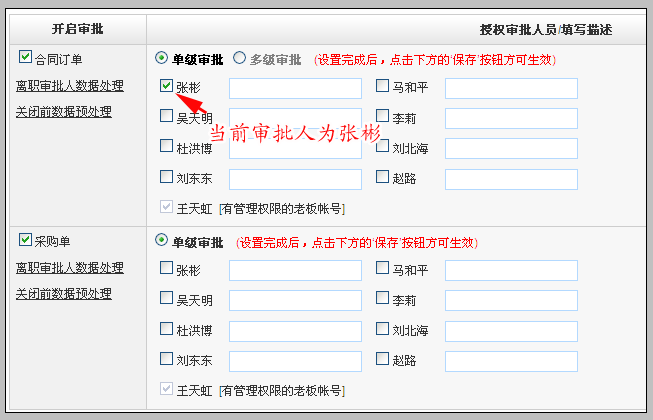 开启审批 授权审批人员/填写描述
合同订单 单级审批 多级审批 (设置完成后，点击下方的'保存'按钮方可生效)
离职审批人数据处理 张彬 马和平
关闭前数据预处理 吴天明 李莉
当前审批人为张彬
杜洪博 刘北海
刘东东 赵路
王天虹 [有管理权限的老板帐号]
采购单 单级审批 (设置完成后，点击下方的'保存'按钮方可生效)
离职审批人数据处理 张彬 马和平
关闭前数据预处理 吴天明 李莉
杜洪博 刘北海
刘东东 赵路
王天虹 [有管理权限的老板帐号]